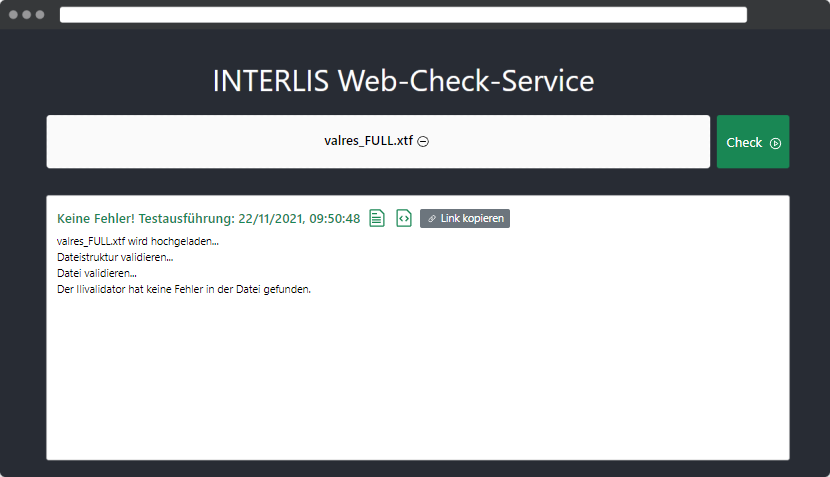 INTERLIS Web-Check-Service
valres_FULL.xtf
Check
Keine Fehler! Testausführung: 22/11/2021, 09:50:48
Link kopieren
valres_FULL.xtf wird hochgeladen...
Dateistruktur validieren...
Datei validieren...
Der Ilivalidator hat keine Fehler in der Datei gefunden.